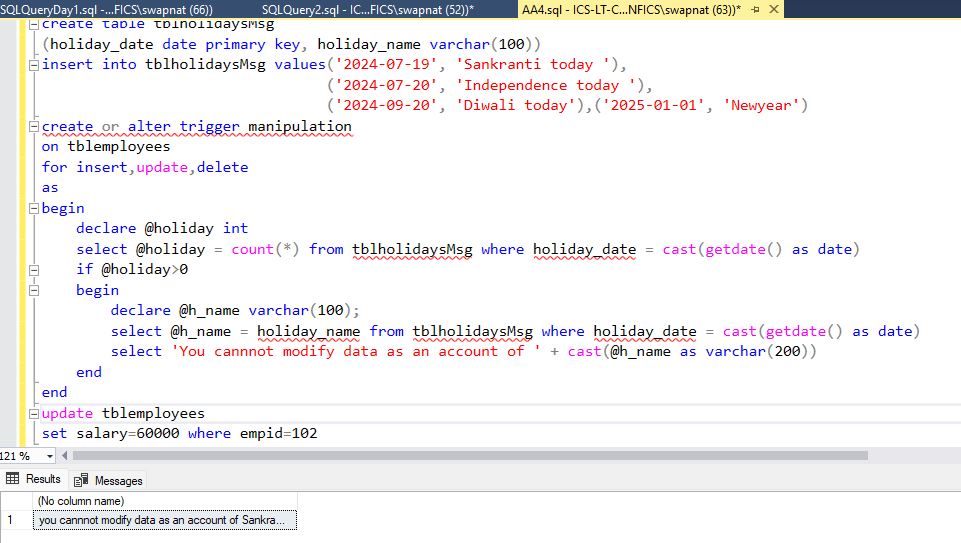 SQLQueryDay1.sql -...FICS\swapnat (66))
SQLQuery2.sql - IC...FICS\swapnat (52))*
AA4.sql - ICS-LT-C...NFICS\swapnat (63))*
create table tblholidaysMsg
(holiday_date date primary key, holiday_name varchar(100))
insert into tblholidaysMsg values('2024-07-19', 'Sankranti today '),
('2024-07-20', 'Independence today '),
('2024-09-20', 'Diwali today'),('2025-01-01', 'Newyear')
create or alter trigger manipulation
on tblemployees
for insert,update,delete
as
begin
declare @holiday int
select @holiday = count(*) from tblholidaysMsg where holiday_date = cast(getdate() as date)
if @holiday>0
begin
declare @h_name varchar(100);
select @h_name = holiday_name from tblholidaysMsg where holiday_date = cast(getdate() as date)
select 'You cannnot modify data as an account of ' + cast(@h_name as varchar(200))
end
end
update tblemployees
set salary=60000 where empid=102
121 %
Results
Messages
(No column name)
1
you cannnot modify data as an account of Sankra...